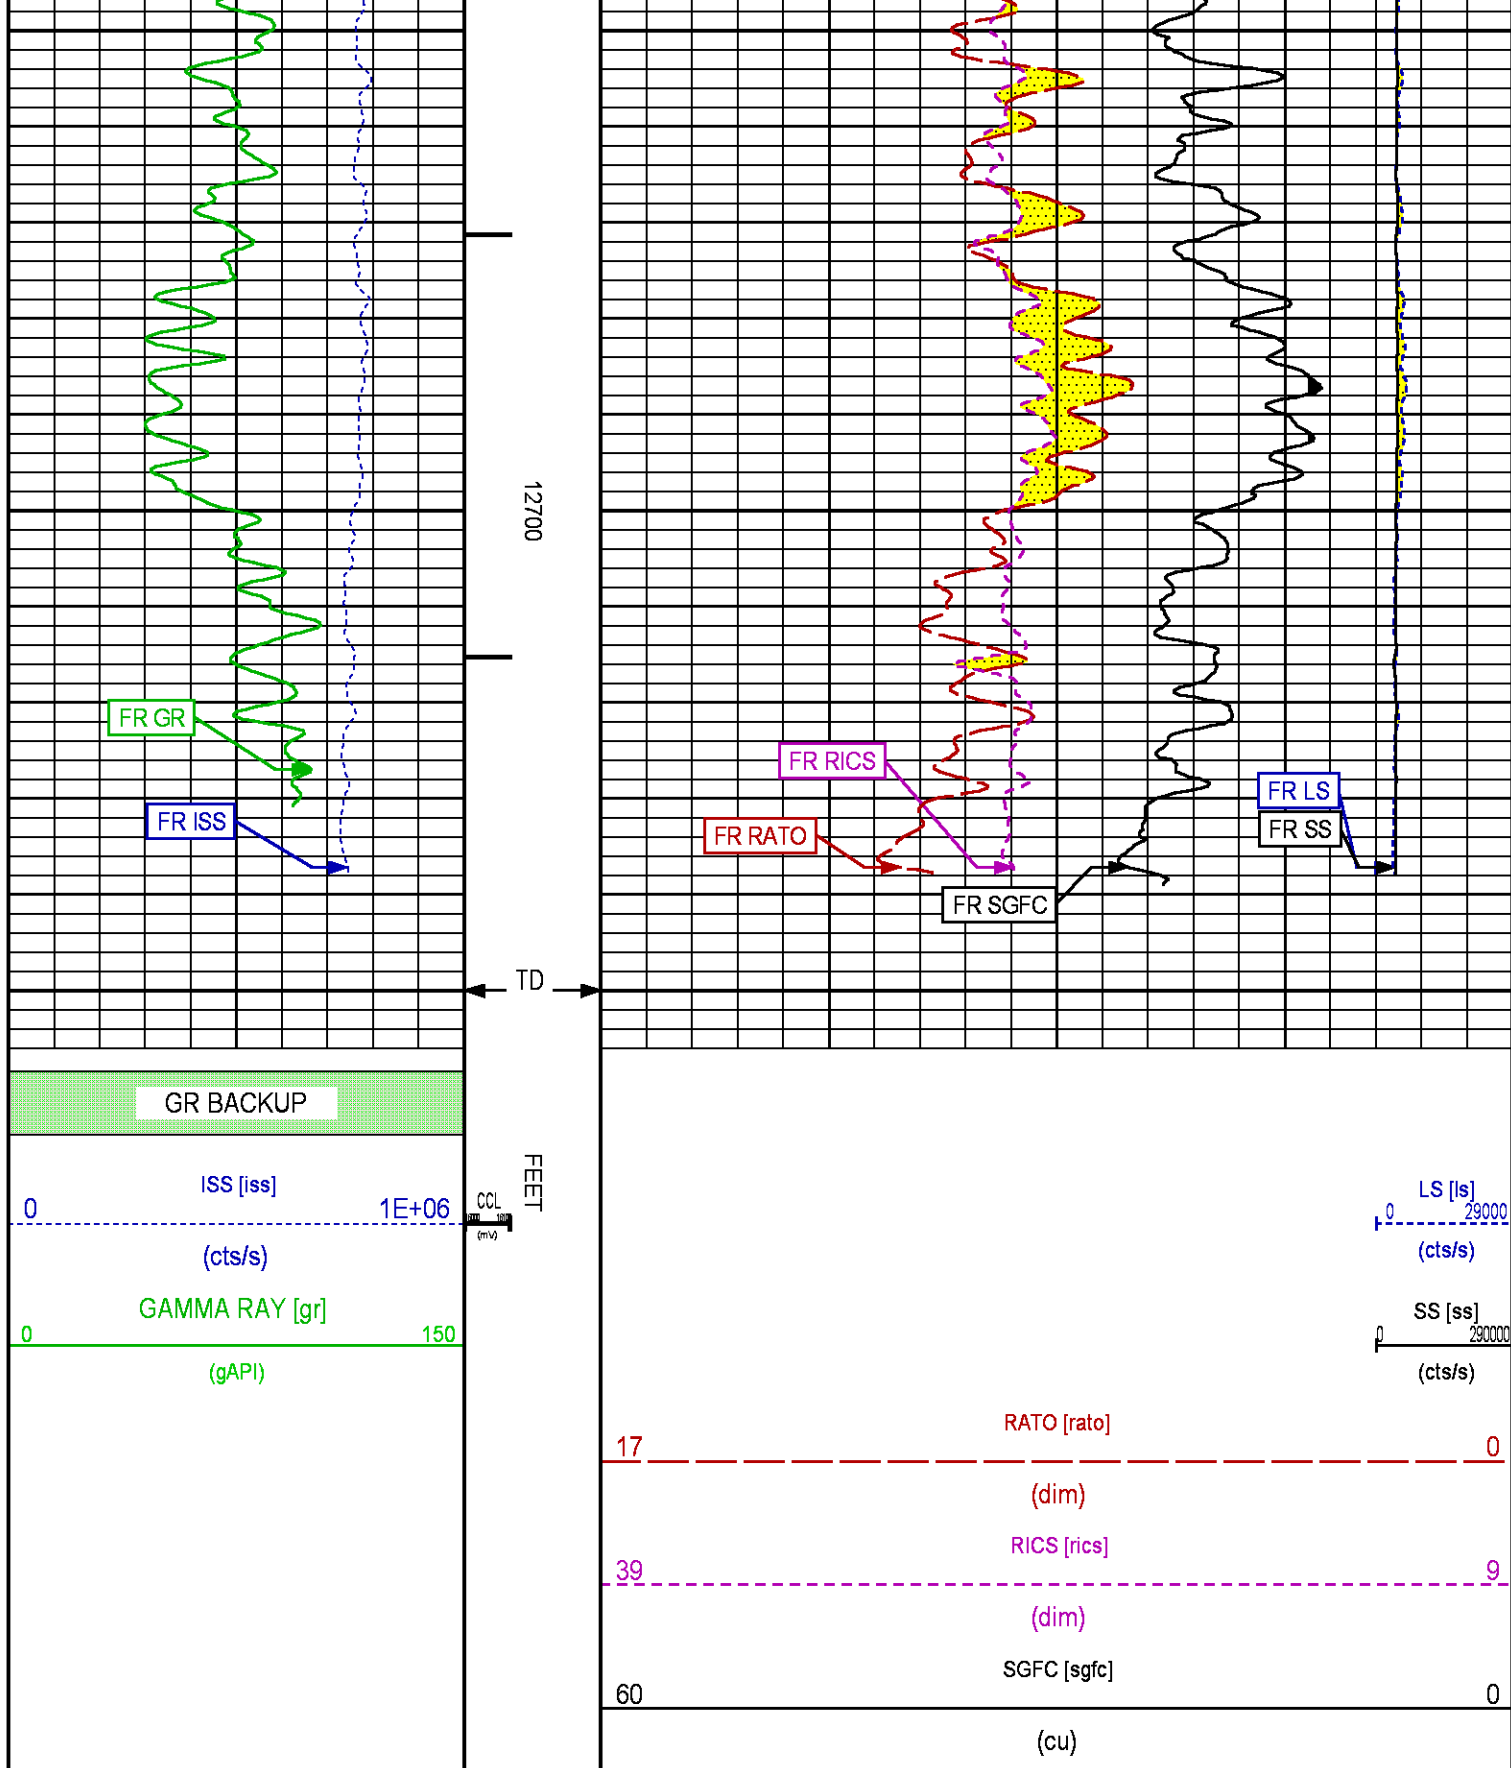 12700
FR GR
FR RICS
FR LS
FR ISS
FR SS
FR RATO
FR SGFC
TD
GR BACKUP
FEET
ISS [iss]
0 1E+06
(cts/s)
CCL
(mV)
LS [ls]
0 29000
(cts/s)
GAMMA RAY [gr]
0 150
(gAPI)
SS [ss]
0 290000
(cts/s)
RATO [rato]
17 0
(dim)
RICS [rics]
39 9
(dim)
SGFC [sgfc]
60 0
(cu)